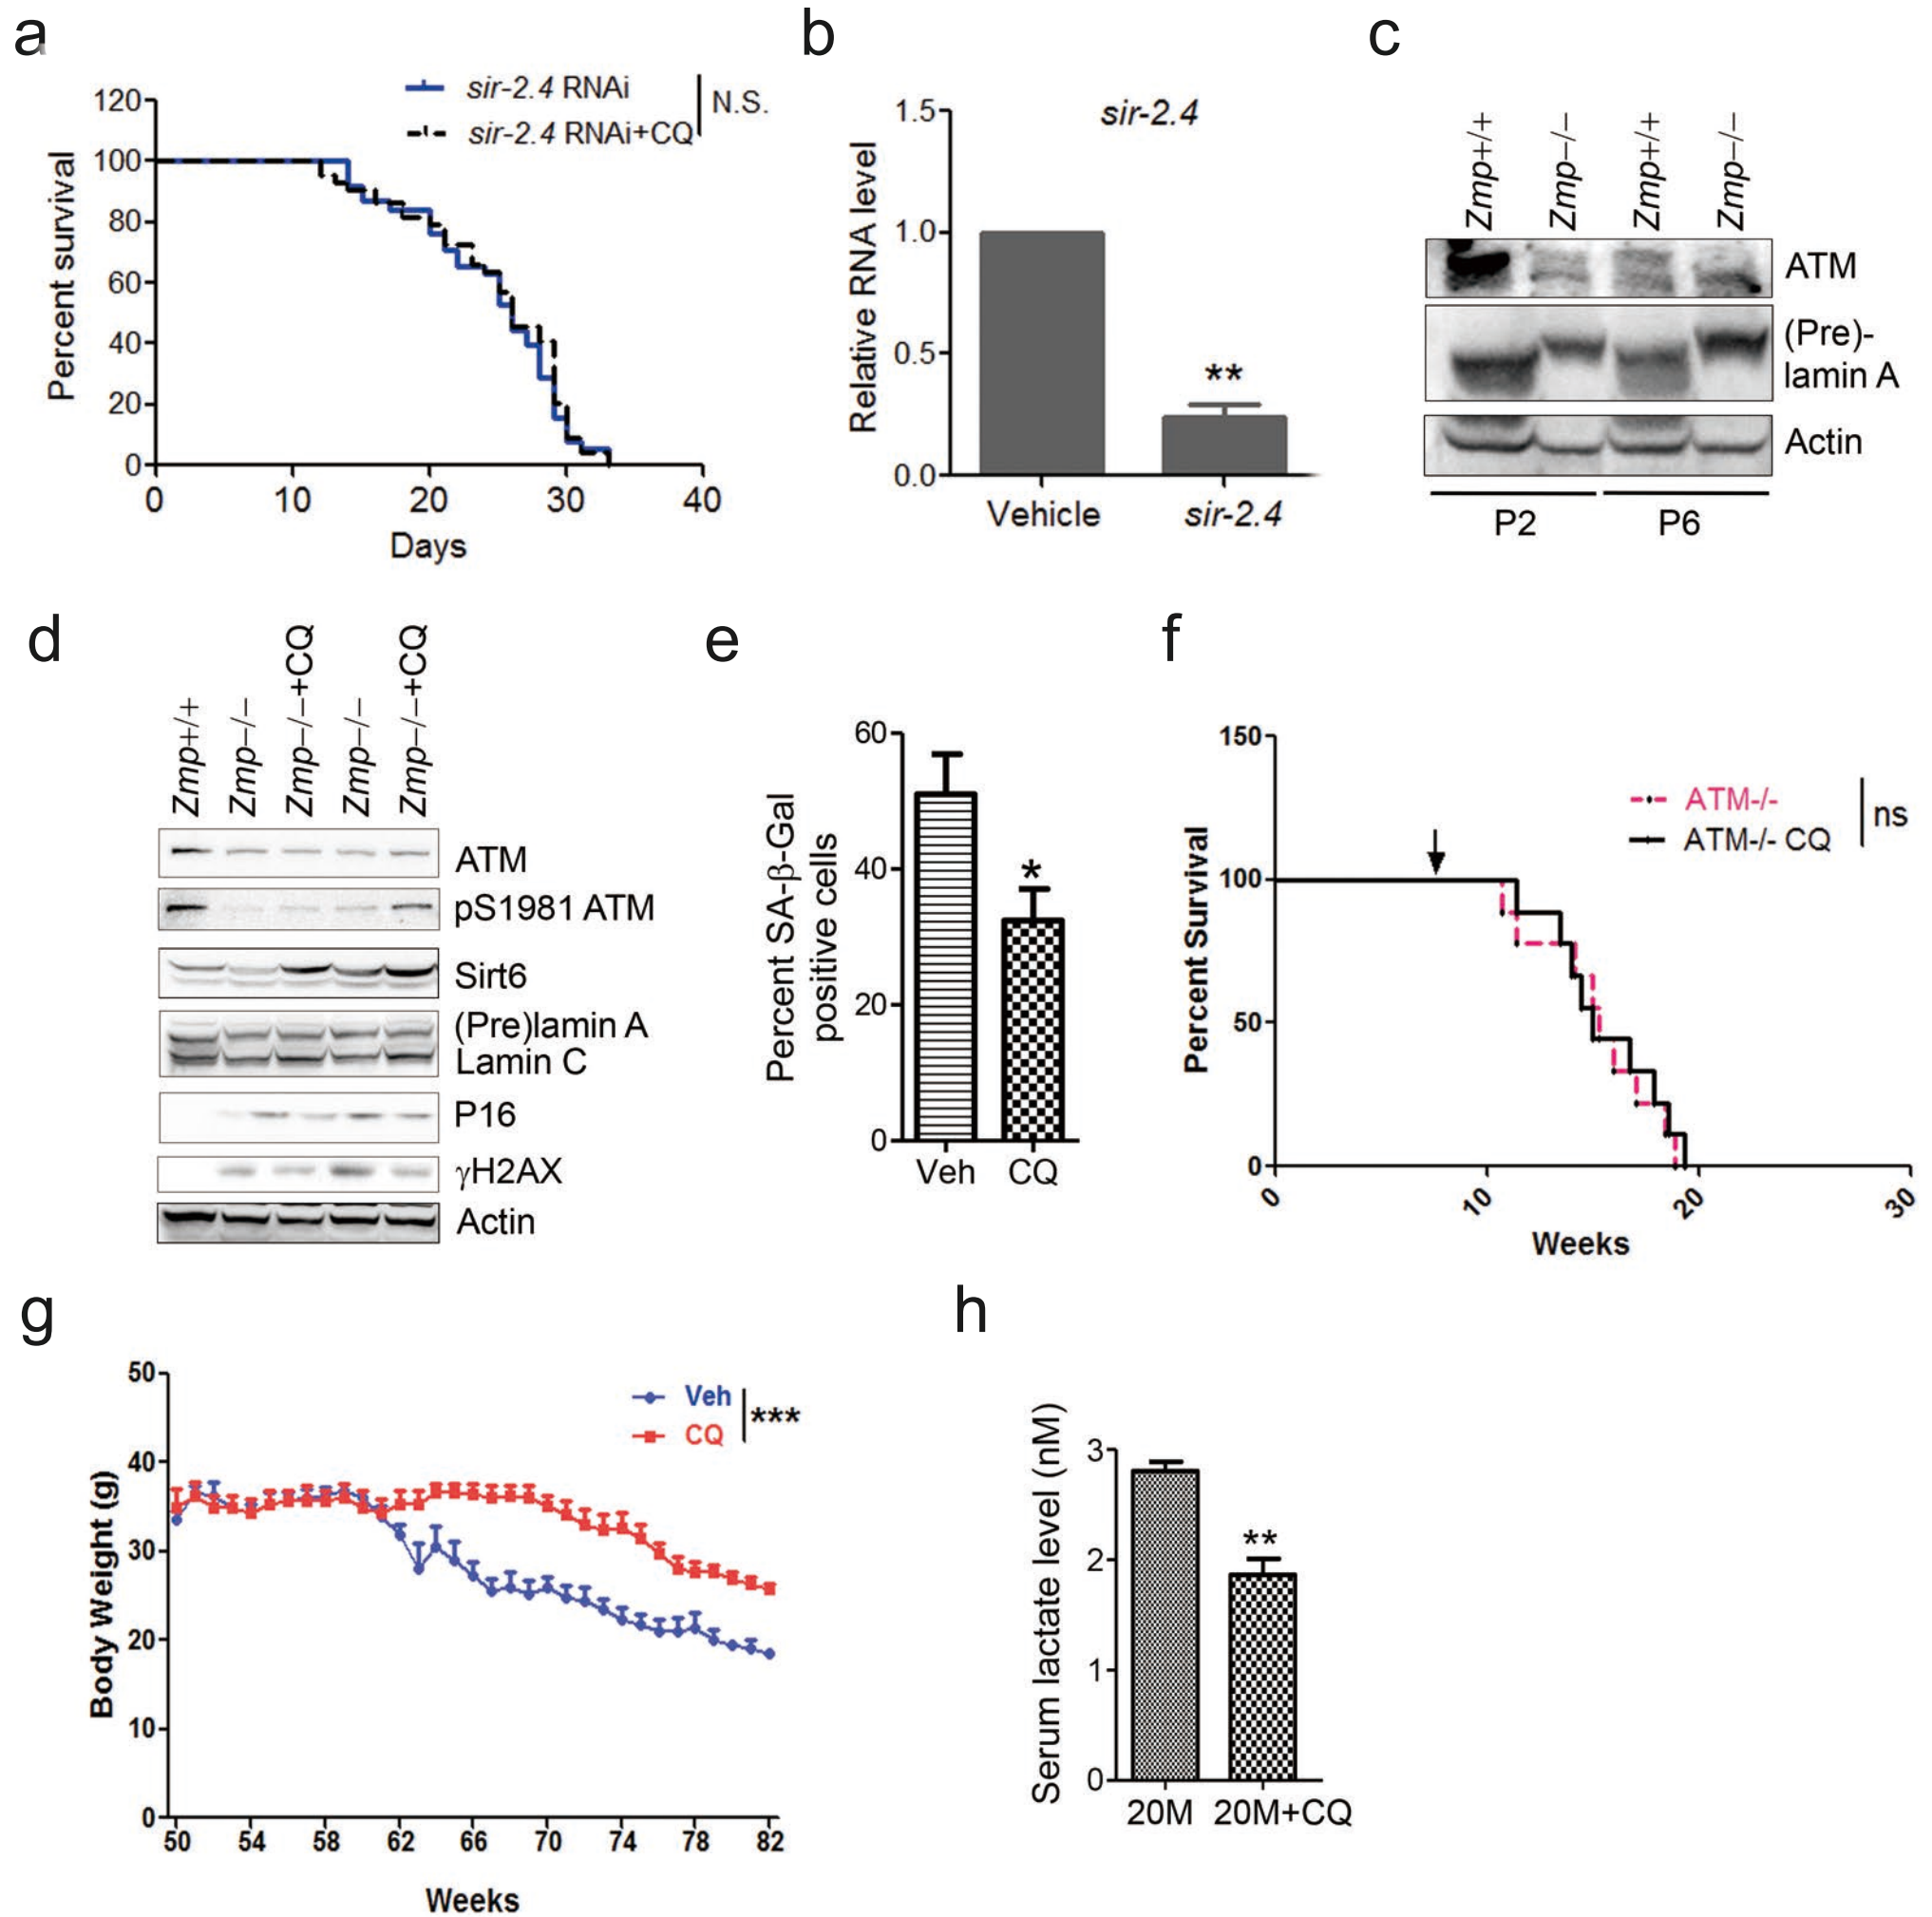 a
sir-2.4 RNAi
sir-2.4 RNAi+CQ
N.S.
120
100
80
60
40
20
0
Percent survival
0 10 20 30 40
Days
b
sir-2.4
1.5
1.0
0.5
0.0
Relative RNA level
Vehicle sir-2.4
**
c
Zmp+/+ Zmp–/– Zmp+/+ Zmp–/–
ATM
(Pre)-
lamin A
Actin
P2 P6
d
Zmp+/+ Zmp–/– Zmp–/–+CQ Zmp–/– Zmp–/–+CQ
ATM
pS1981 ATM
Sirt6
(Pre)lamin A
Lamin C
P16
γH2AX
Actin
e
Percent SA-β-Gal
positive cells
60
40
20
0
*
Veh CQ
f
150
100
50
0
Percent Survival
ATM-/-
ATM-/- CQ
ns
0 10 20 30
Weeks
g
50
40
30
20
10
0
Body Weight (g)
Veh
CQ
***
50 54 58 62 66 70 74 78 82
Weeks
h
Serum lactate level (nM)
3
2
1
0
**
20M 20M+CQ